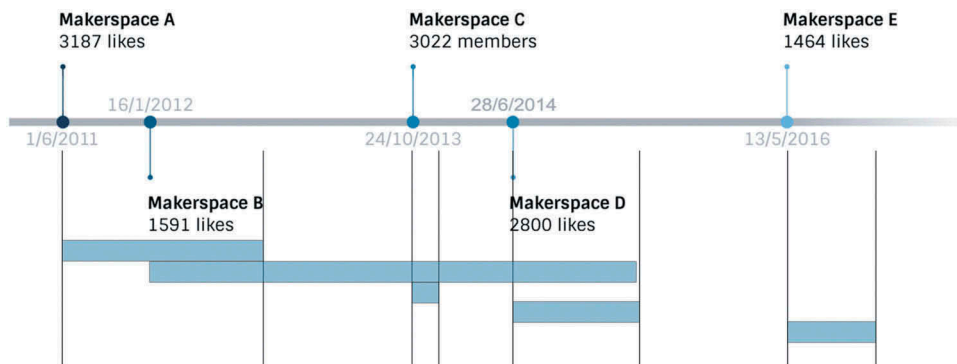 Makerspace A
3187 likes
Makerspace C
3022 members
Makerspace E
1464 likes
16/1/2012
28/6/2014
1/6/2011
24/10/2013
13/5/2016
Makerspace B
1591 likes
Makerspace D
2800 likes